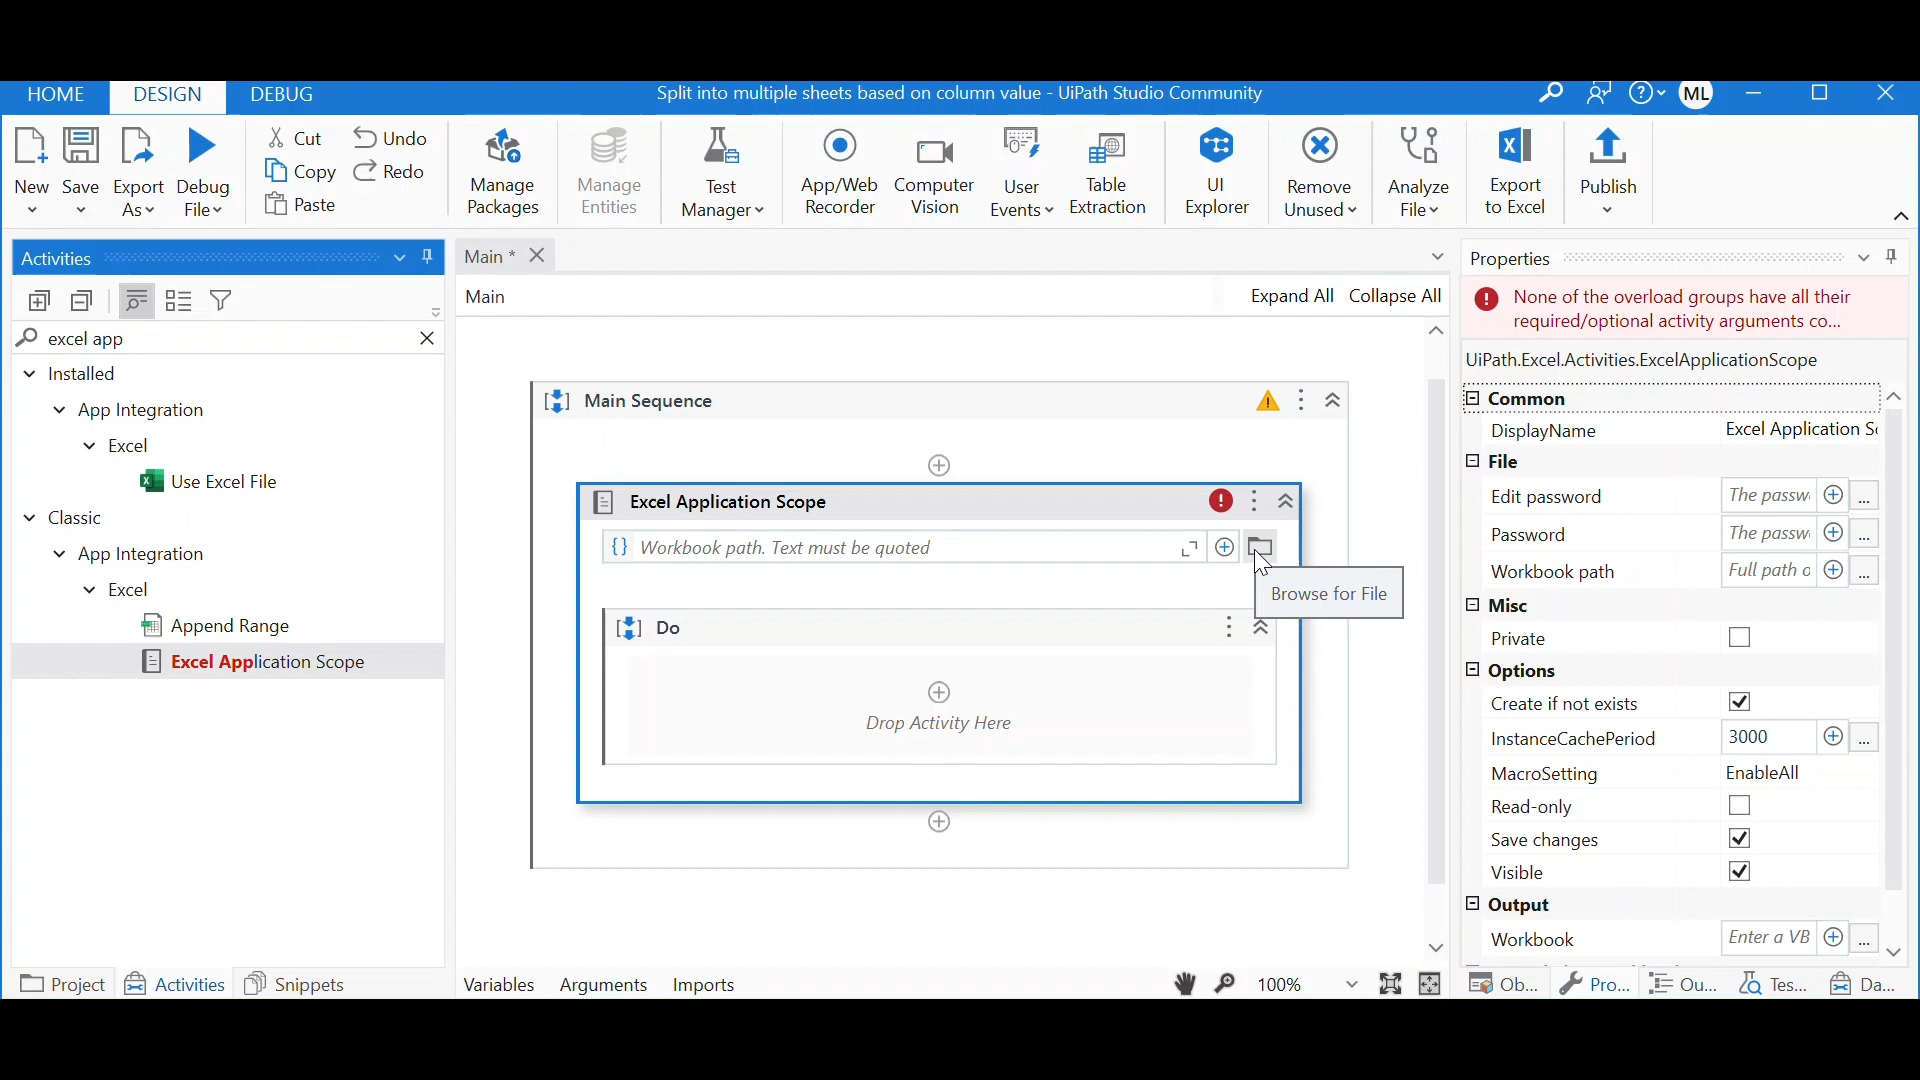 HOME
DESIGN
DEBUG
Split into multiple sheets based on column value - UiPath Studio Community
ML
New
Save
Export
As
Debug
File
Cut
Copy
Paste
Undo
Redo
Manage
Packages
Manage
Entities
Test
Manager
App/Web
Recorder
Computer
Vision
User
Events
Table
Extraction
UI
Explorer
Remove
Unused
Analyze
File
Export
to Excel
Publish
Activities
excel app
Installed
App Integration
Excel
Use Excel File
Classic
App Integration
Excel
Append Range
Excel Application Scope
Project
Activities
Snippets
Main *
Main
Expand All
Collapse All
Main Sequence
Excel Application Scope
Workbook path. Text must be quoted
Browse for File
Do
Drop Activity Here
Variables
Arguments
Imports
100%
Properties
None of the overload groups have all their
required/optional activity arguments co...
UiPath.Excel.Activities.ExcelApplicationScope
Common
DisplayName
Excel Application S
File
Edit password
The passw
...
Password
The passw
...
Workbook path
Full path o
...
Misc
Private
Options
Create if not exists
InstanceCachePeriod
3000
...
MacroSetting
EnableAll
Read-only
Save changes
Visible
Output
Workbook
Enter a VB
...
Ob...
Pro...
Ou...
Tes...
Da...